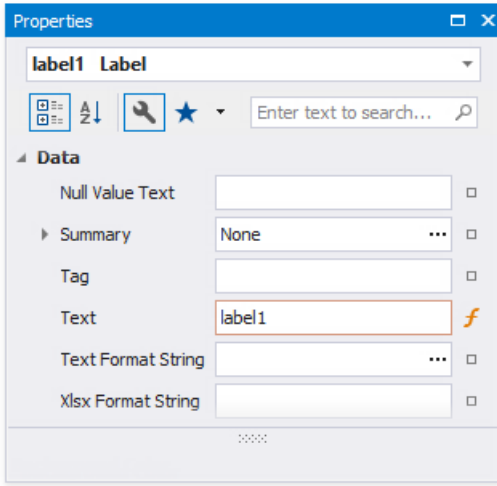 Properties
label1 Label
Enter text to search...
Data
Null Value Text
Summary None ...
Tag
Text label1
Text Format String ...
Xlsx Format String